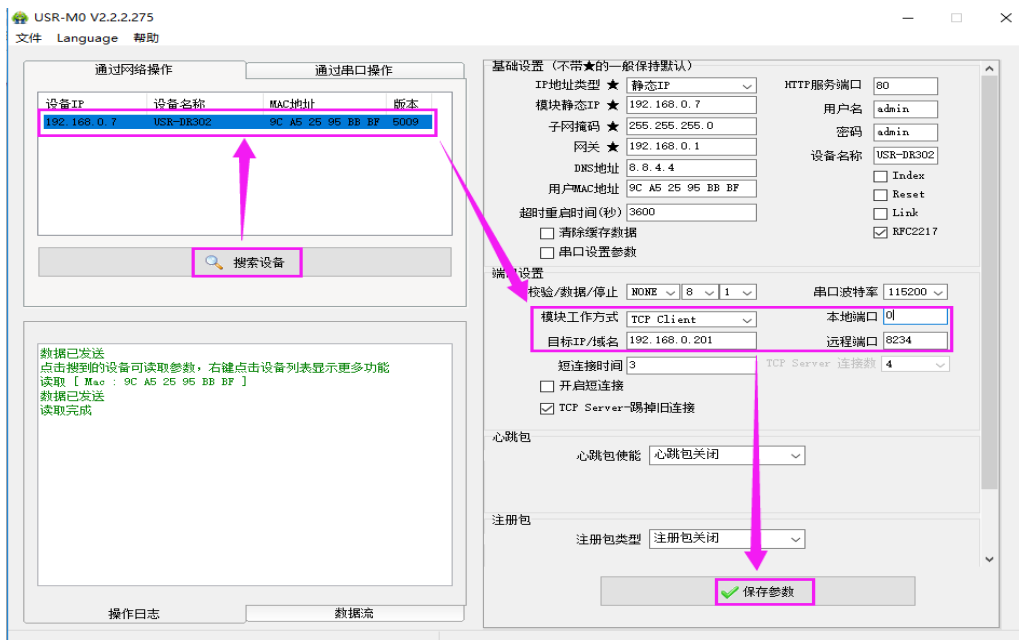 USR-M0 V2.2.2.275
文件 Language 帮助
通过网络操作 通过串口操作
设备IP 设备名称 MAC地址 版本
192.168.0.7 USR-DR302 9C A5 25 95 BB BF 5009
搜索设备
数据已发送
点击搜到的设备可读取参数，右键点击设备列表显示更多功能
读取 [ Mac : 9C A5 25 95 BB BF ]
数据已发送
读取完成
操作日志 数据流
基础设置（不带★的一般保持默认）
IP地址类型 ★ 静态IP HTTP服务端口 80
模块静态IP ★ 192.168.0.7 用户名 admin
子网掩码 ★ 255.255.255.0 密码 admin
网关 ★ 192.168.0.1 设备名称 USR-DR302
DNS地址 8.8.4.4 Index
用户MAC地址 9C A5 25 95 BB BF Reset
超时重启时间(秒) 3600 Link
清除缓存数据 RFC2217
串口设置参数
端口设置
校验/数据/停止 NONE 8 1 串口波特率 115200
模块工作方式 TCP Client 本地端口 0
目标IP/域名 192.168.0.201 远程端口 8234
短连接时间 3 TCP Server 连接数 4
开启短连接
TCP Server-踢掉旧连接
心跳包
心跳包使能 心跳包关闭
注册包
注册包类型 注册包关闭
保存参数